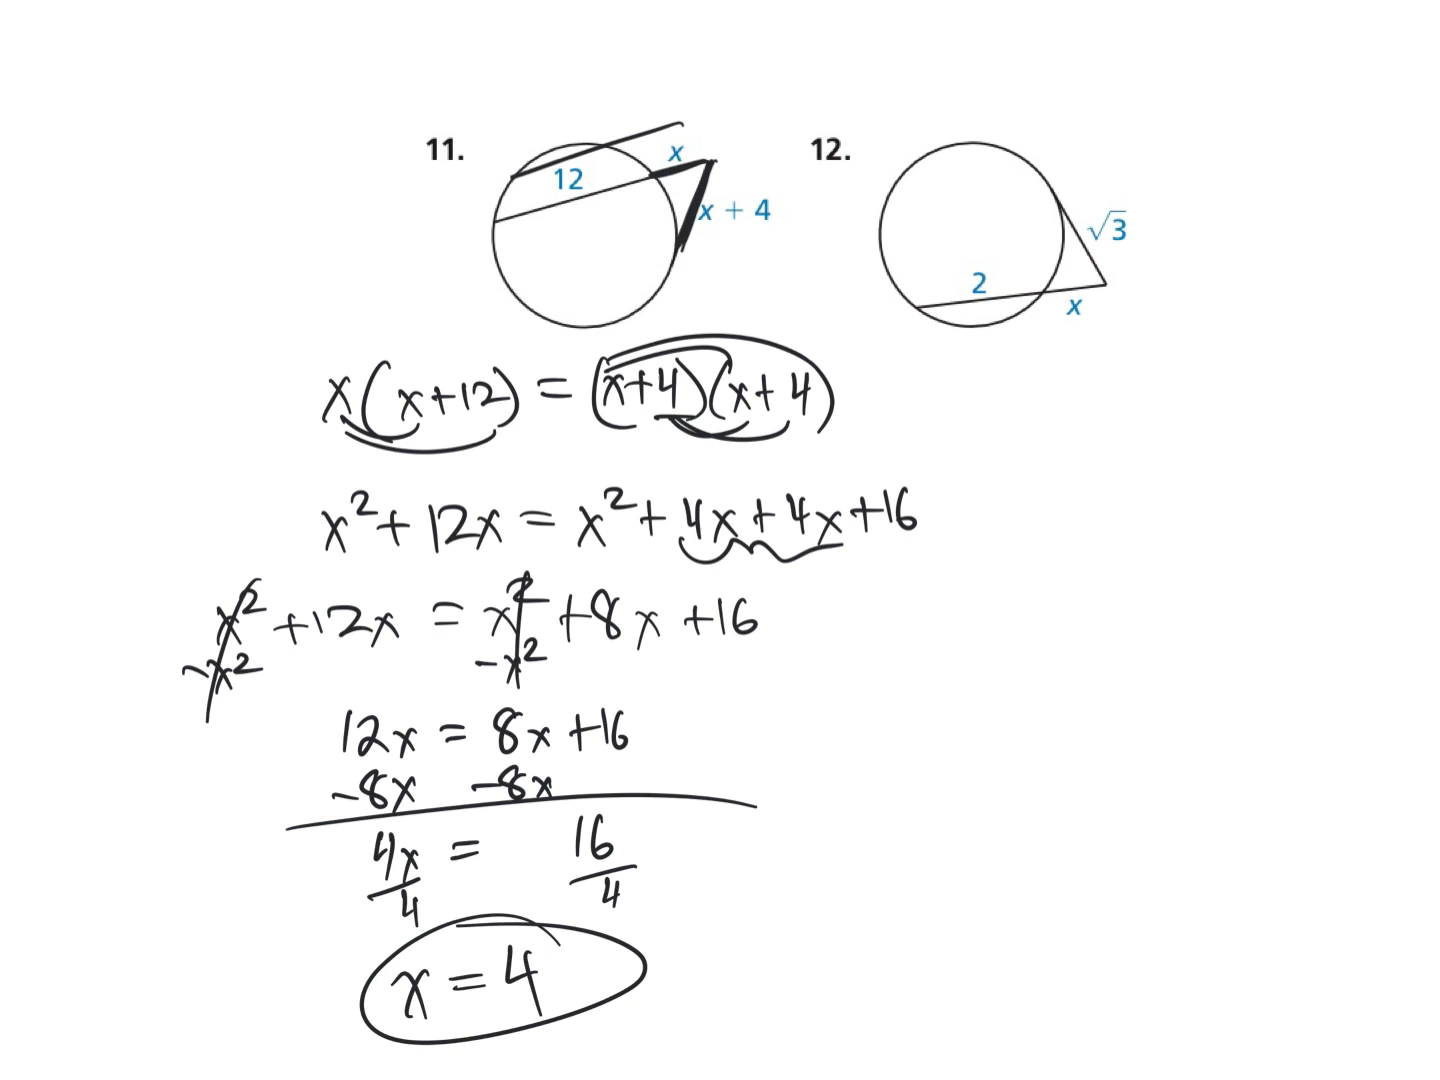 11.
x
12
x + 4
12.
√3
2
x
x(x+12) = (x+4)(x+4)
x² + 12x = x² + 4x + 4x + 16
x² + 12x = x² + 8x + 16
-x² -x²
12x = 8x + 16
-8x -8x
4x = 16
4 4
x = 4